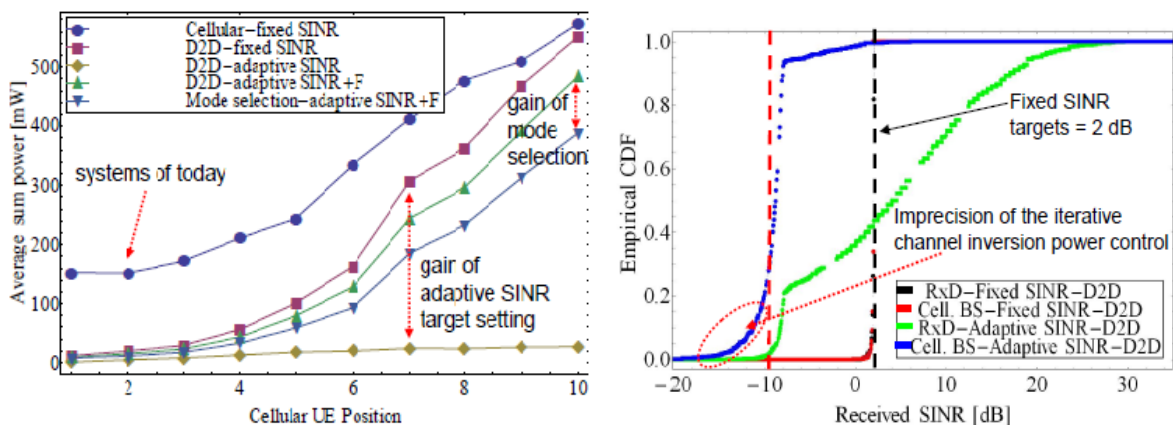 Cellular-fixed SINR
D2D-fixed SINR
D2D-adaptive SINR
D2D-adaptive SINR+F
Mode selection-adaptive SINR+F
gain of
mode
selection
systems of today
gain of
adaptive SINR
target setting
Average sum power [mW]
500
400
300
200
100
0
2
4
6
8
10
Cellular UE Position
Empirical CDF
1.0
0.8
0.6
0.4
0.2
0.0
Fixed SINR
targets = 2 dB
Imprecision of the iterative
channel inversion power control
RxD-Fixed SINR-D2D
Cell. BS-Fixed SINR-D2D
RxD-Adaptive SINR-D2D
Cell. BS-Adaptive SINR-D2D
-20
-10
0
10
20
30
Received SINR [dB]